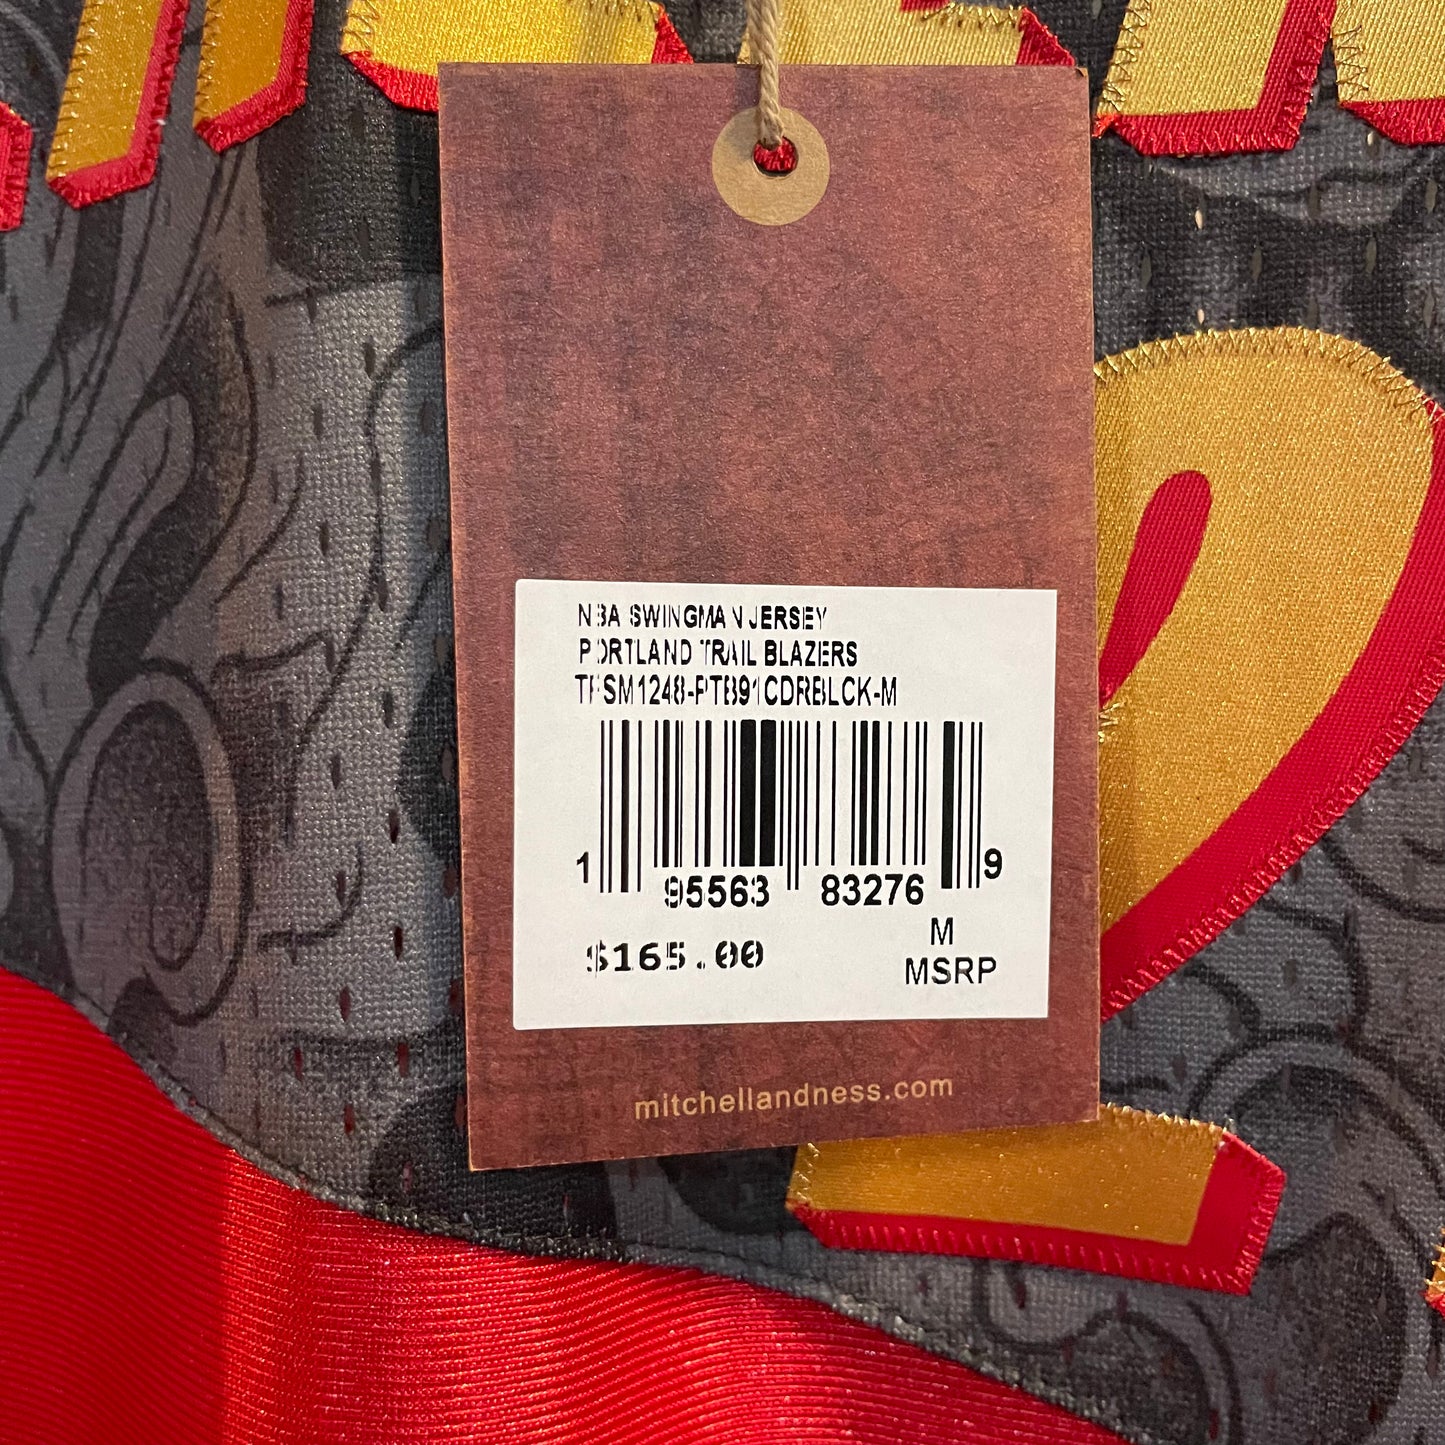 NBA SWINGMAN JERSEY
PORTLAND TRAIL BLAZERS
TFSM1248-PTB91CDRBLCK-M
1 95563 83276 9
$165.00
M
MSRP
mitchellandness.com